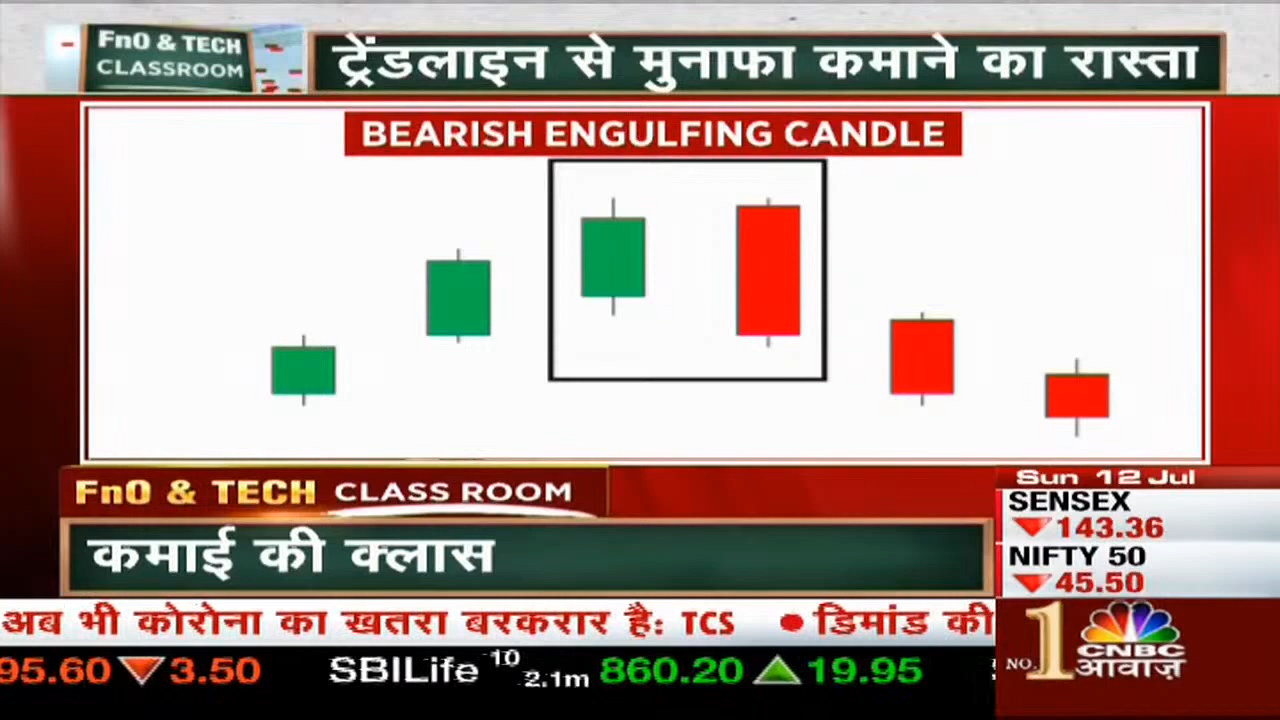 FnO & TECH
CLASSROOM
ट्रेंडलाइन से मुनाफा कमाने का रास्ता
BEARISH ENGULFING CANDLE
FnO & TECH CLASS ROOM
कमाई की क्लास
Sun 12 Jul
SENSEX
▼143.36
NIFTY 50
▼45.50
अब भी कोरोना का खतरा बरकरार है: TCS ●डिमांड की
95.60 ▼3.50 SBILife 10 2.1m 860.20 ▲19.95
NO.1
CNBC
आवाज़